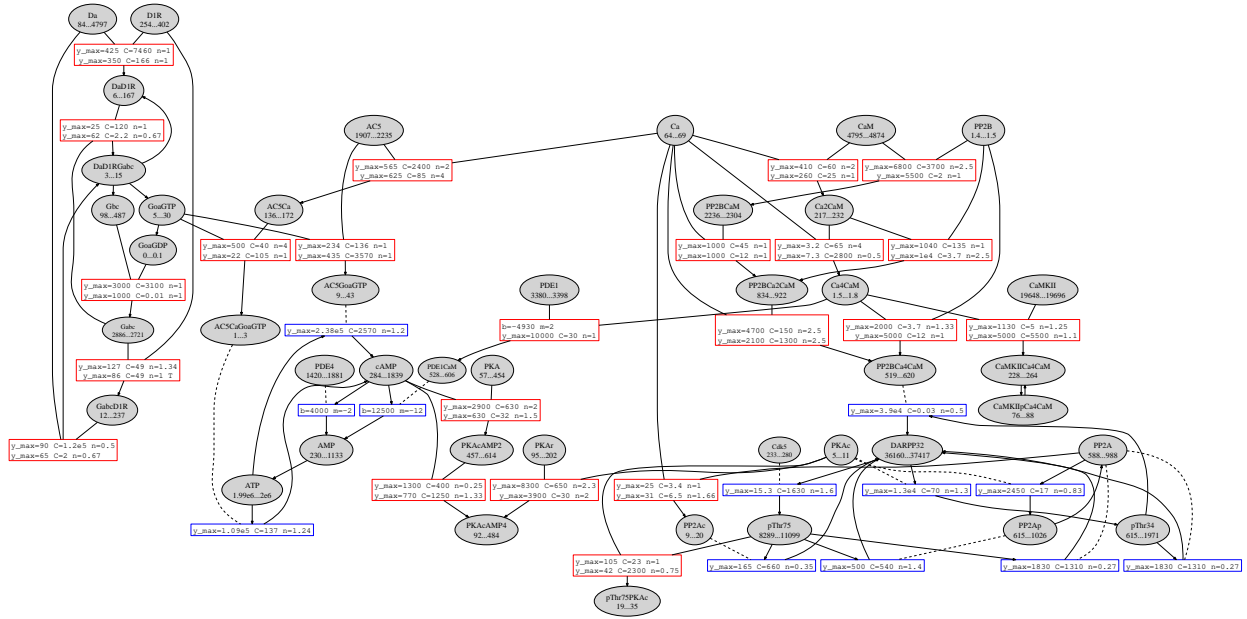 Da
84...4797
D1R
254...402
y_max=425 C=7460 n=1
y_max=350 C=166 n=1
DaD1R
6...167
y_max=25 C=120 n=1
y_max=62 C=2.2 n=0.67
DaD1RGabc
3...15
Gbc
98...487
GoaGTP
5...30
GoaGDP
0...0.1
y_max=3000 C=3100 n=1
y_max=1000 C=0.01 n=1
Gabc
2886...2721
y_max=127 C=49 n=1.34
y_max=86 C=49 n=1 T
GabcD1R
12...237
y_max=90 C=1.2e5 n=0.5
y_max=65 C=2 n=0.67
AC5
1907...2235
y_max=565 C=2400 n=2
y_max=625 C=85 n=4
AC5Ca
136...172
y_max=500 C=40 n=4
y_max=22 C=105 n=1
y_max=234 C=136 n=1
y_max=435 C=3570 n=1
AC5GoaGTP
9...43
AC5CaGoaGTP
1...3
y_max=2.38e5 C=2570 n=1.2
PDE4
1420...1881
cAMP
284...1839
PDE1CaM
528...606
PKA
57...454
b=4000 m=-2
b=12500 m=-12
y_max=2900 C=630 n=2
y_max=630 C=32 n=1.5
AMP
230...1133
PKAcAMP2
457...614
PKAr
95...202
ATP
1.99e6...2e6
y_max=1300 C=400 n=0.25
y_max=770 C=1250 n=1.33
y_max=8300 C=650 n=2.3
y_max=3900 C=30 n=2
y_max=1.09e5 C=137 n=1.24
PKAcAMP4
92...484
PDE1
3380...3398
b=-4930 m=2
y_max=10000 C=30 n=1
Ca
64...69
CaM
4795...4874
PP2B
1.4...1.5
y_max=410 C=60 n=2
y_max=260 C=25 n=1
y_max=6800 C=3700 n=2.5
y_max=5500 C=2 n=1
PP2BCaM
2236...2304
Ca2CaM
217...232
y_max=1000 C=45 n=1
y_max=1000 C=12 n=1
y_max=3.2 C=65 n=4
y_max=7.3 C=2800 n=0.5
y_max=1040 C=135 n=1
y_max=1e4 C=3.7 n=2.5
PP2BCa2CaM
834...922
Ca4CaM
1.5...1.8
CaMKII
19648...19696
y_max=4700 C=150 n=2.5
y_max=2100 C=1300 n=2.5
y_max=2000 C=3.7 n=1.33
y_max=5000 C=12 n=1
y_max=1130 C=5 n=1.25
y_max=5000 C=5500 n=1.1
PP2BCa4CaM
519...620
CaMKIICa4CaM
228...264
y_max=3.9e4 C=0.03 n=0.5
CaMKIIpCa4CaM
76...88
Cdk5
233...280
PKAc
5...11
DARPP32
36160...37417
PP2A
588...988
y_max=25 C=3.4 n=1
y_max=31 C=6.5 n=1.66
y_max=15.3 C=1630 n=1.6
y_max=1.3e4 C=70 n=1.3
y_max=2450 C=17 n=0.83
PP2Ac
9...20
pThr75
8289...11099
PP2Ap
615...1026
pThr34
615...1971
y_max=105 C=23 n=1
y_max=42 C=2300 n=0.75
y_max=165 C=660 n=0.35
y_max=500 C=540 n=1.4
y_max=1830 C=1310 n=0.27
y_max=1830 C=1310 n=0.27
pThr75PKAc
19...35